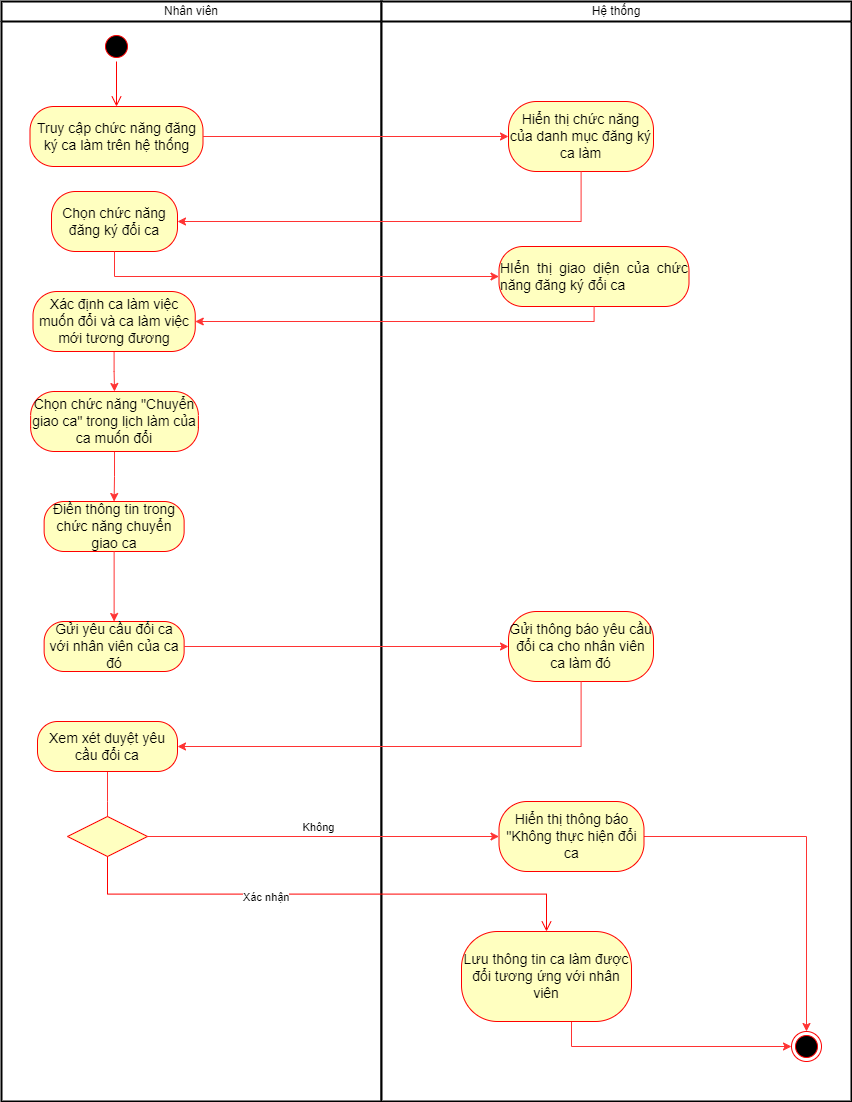 Nhân viên
Hệ thống
Truy cập chức năng đăng
ký ca làm trên hệ thống
Hiển thị chức năng
của danh mục đăng ký
ca làm
Chọn chức năng
đăng ký đổi ca
HIển thị giao diện của chức
năng đăng ký đổi ca
Xác định ca làm việc
muốn đổi và ca làm việc
mới tương đương
Chọn chức năng "Chuyển
giao ca" trong lịch làm của
ca muốn đổi
Điền thông tin trong
chức năng chuyển
giao ca
Gửi yêu cầu đổi ca
với nhân viên của ca
đó
Gửi thông báo yêu cầu
đổi ca cho nhân viên
ca làm đó
Xem xét duyệt yêu
cầu đổi ca
Không
Hiển thị thông báo
"Không thực hiện đổi
ca
Xác nhận
Lưu thông tin ca làm được
đổi tương ứng với nhân
viên